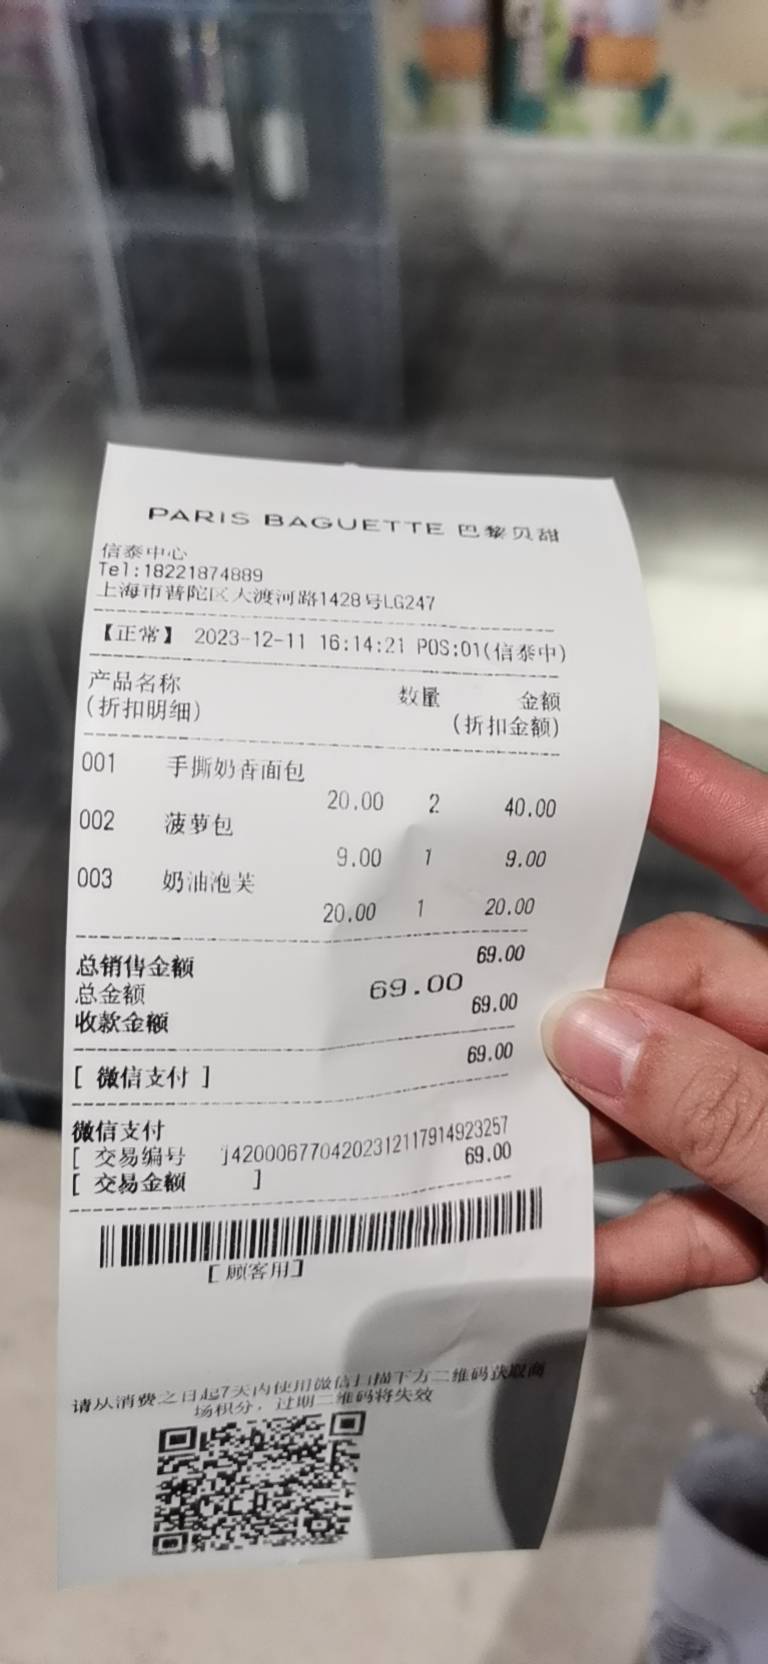 PARIS BAGUETTE 巴黎贝甜
信泰中心
Tel:18221874889
上海市普陀区大渡河路1428号LG247
【正常】 2023-12-11 16:14:21 POS:01(信泰中)
产品名称 数量 金额
(折扣明细) (折扣金额)
001 手撕奶香面包
20.00 2 40.00
002 菠萝包
9.00 1 9.00
003 奶油泡芙
20.00 1 20.00
总销售金额 69.00
总金额 69.00
收款金额 69.00
[ 微信支付 ] 69.00
微信支付
[ 交易编号 ]4200067704202312117914923257
[ 交易金额 ] 69.00
[ 顾客用]
请从消费之日起7天内使用微信扫描下方二维码获取商
场积分，过期二维码将失效